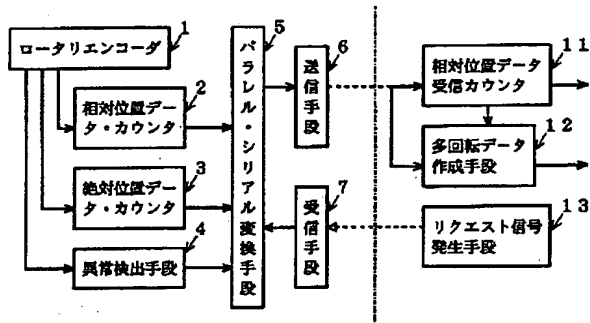 1
ロータリエンコーダ
2
相対位置デー
タ・カウンタ
3
絶対位置デー
タ・カウンタ
4
異常検出手段
5
パラレル・シリアル変換手段
6
送信手段
7
受信手段
11
相対位置データ
受信カウンタ
12
多回転データ
作成手段
13
リクエスト信号
発生手段